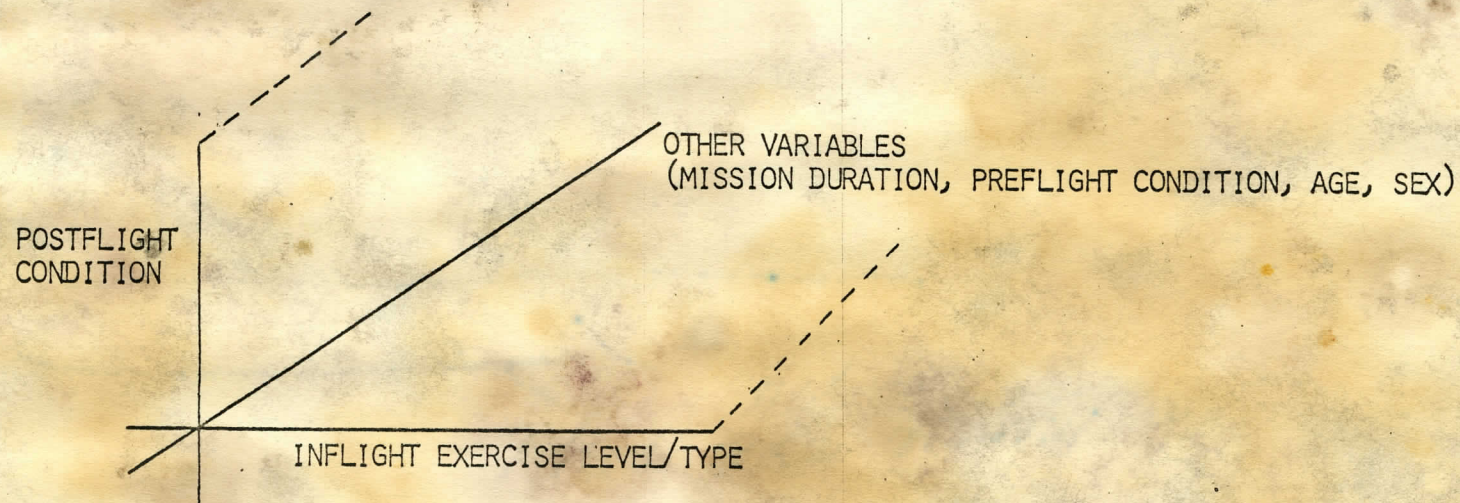 OTHER VARIABLES
(MISSION DURATION, PREFLIGHT CONDITION, AGE, SEX)
POSTFLIGHT
CONDITION
INFLIGHT EXERCISE LEVEL/TYPE